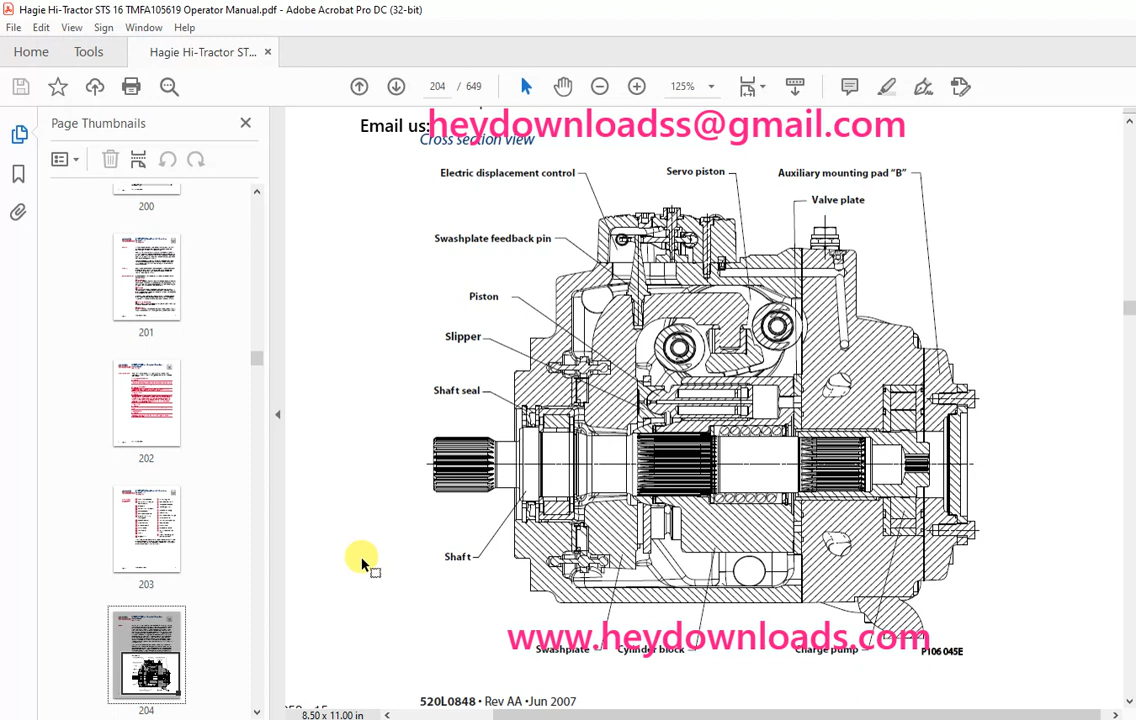 Hagie Hi-Tractor STS 16 TMFA105619 Operator Manual.pdf - Adobe Acrobat Pro DC (32-bit)
File Edit View Sign Window Help
Home Tools Hagie Hi-Tractor ST... ×
204 / 649 125%
Page Thumbnails
200
201
202
203
204
Email us:
heydownloadss@gmail.com
Cross section view
Electric displacement control
Servo piston
Auxiliary mounting pad "B"
Valve plate
Swashplate feedback pin
Piston
Slipper
Shaft seal
Shaft
www.heydownloads.com
Swashplate
Cylinder block
Charge pump
P106 045E
520L0848 • Rev AA • Jun 2007
8.50 x 11.00 in